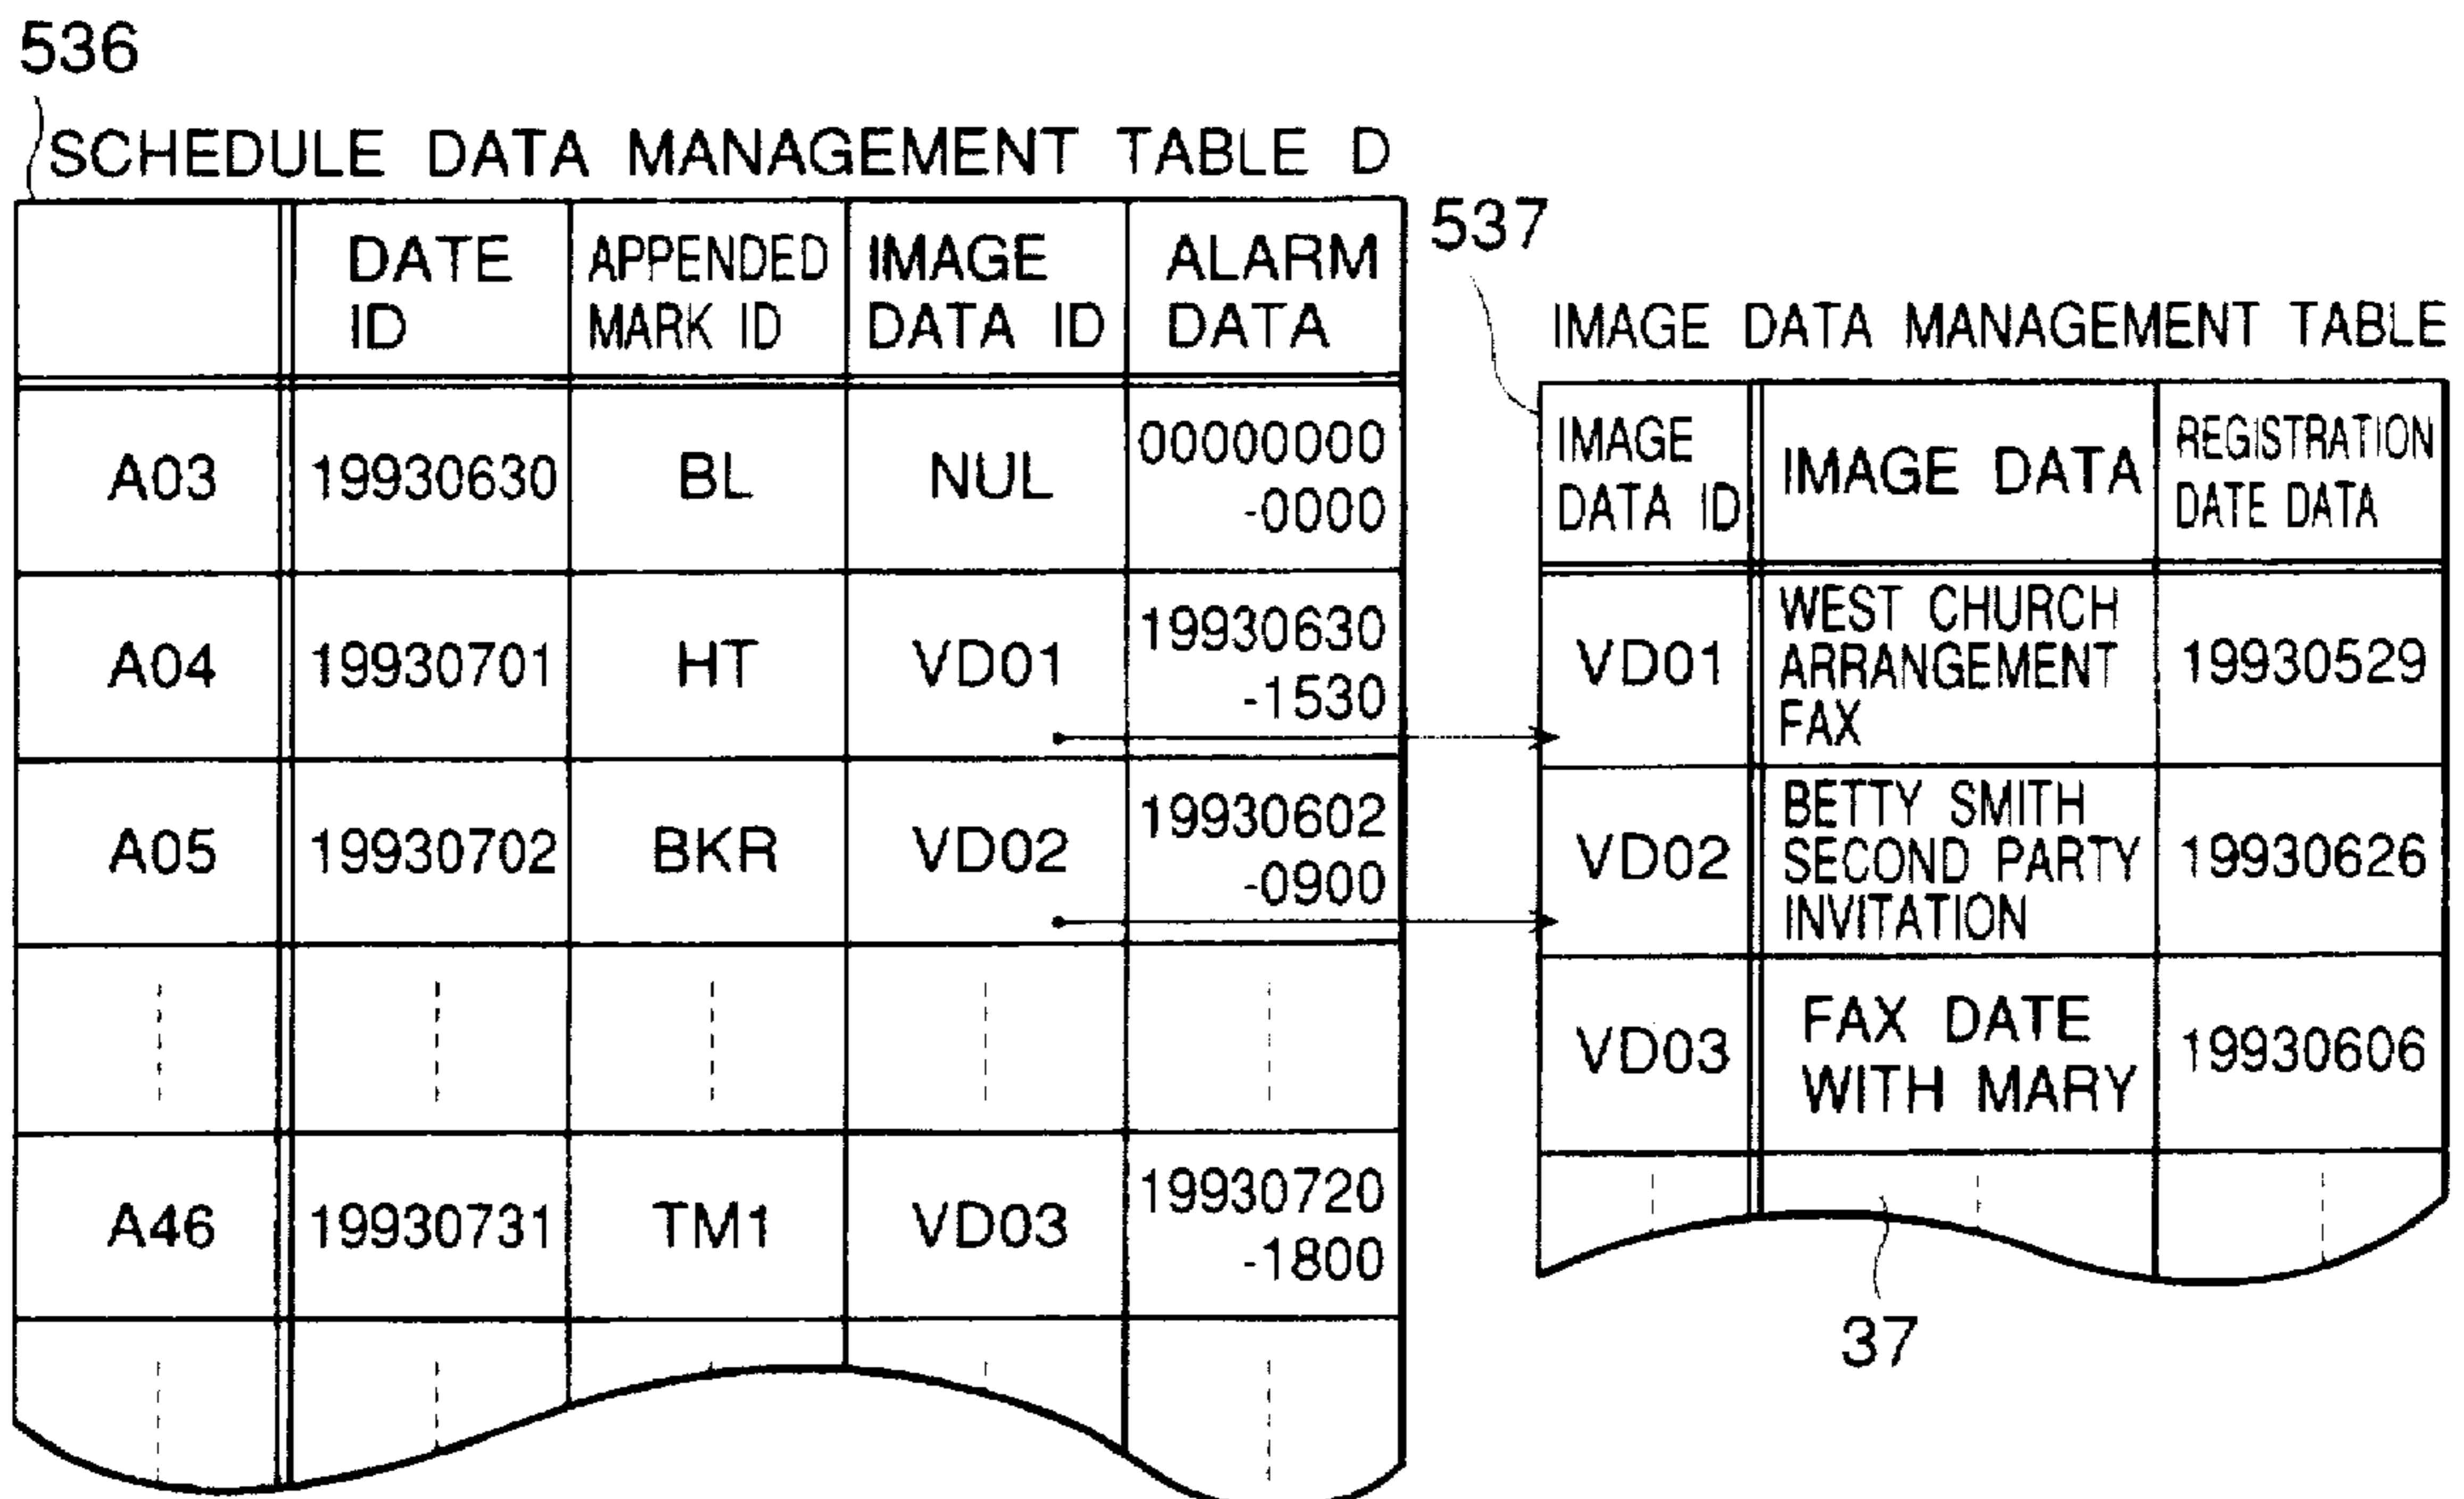 536
SCHEDULE DATA MANAGEMENT TABLE D
DATE ID APPENDED MARK ID IMAGE DATA ID ALARM DATA
A03 19930630 BL NUL 00000000-0000
A04 19930701 HT VD01 19930630-1530
A05 19930702 BKR VD02 19930602-0900
A46 19930731 TM1 VD03 19930720-1800
537
IMAGE DATA MANAGEMENT TABLE
IMAGE DATA ID IMAGE DATA REGISTRATION DATE DATA
VD01 WEST CHURCH ARRANGEMENT FAX 19930529
VD02 BETTY SMITH SECOND PARTY INVITATION 19930626
VD03 FAX DATE WITH MARY 19930606
37